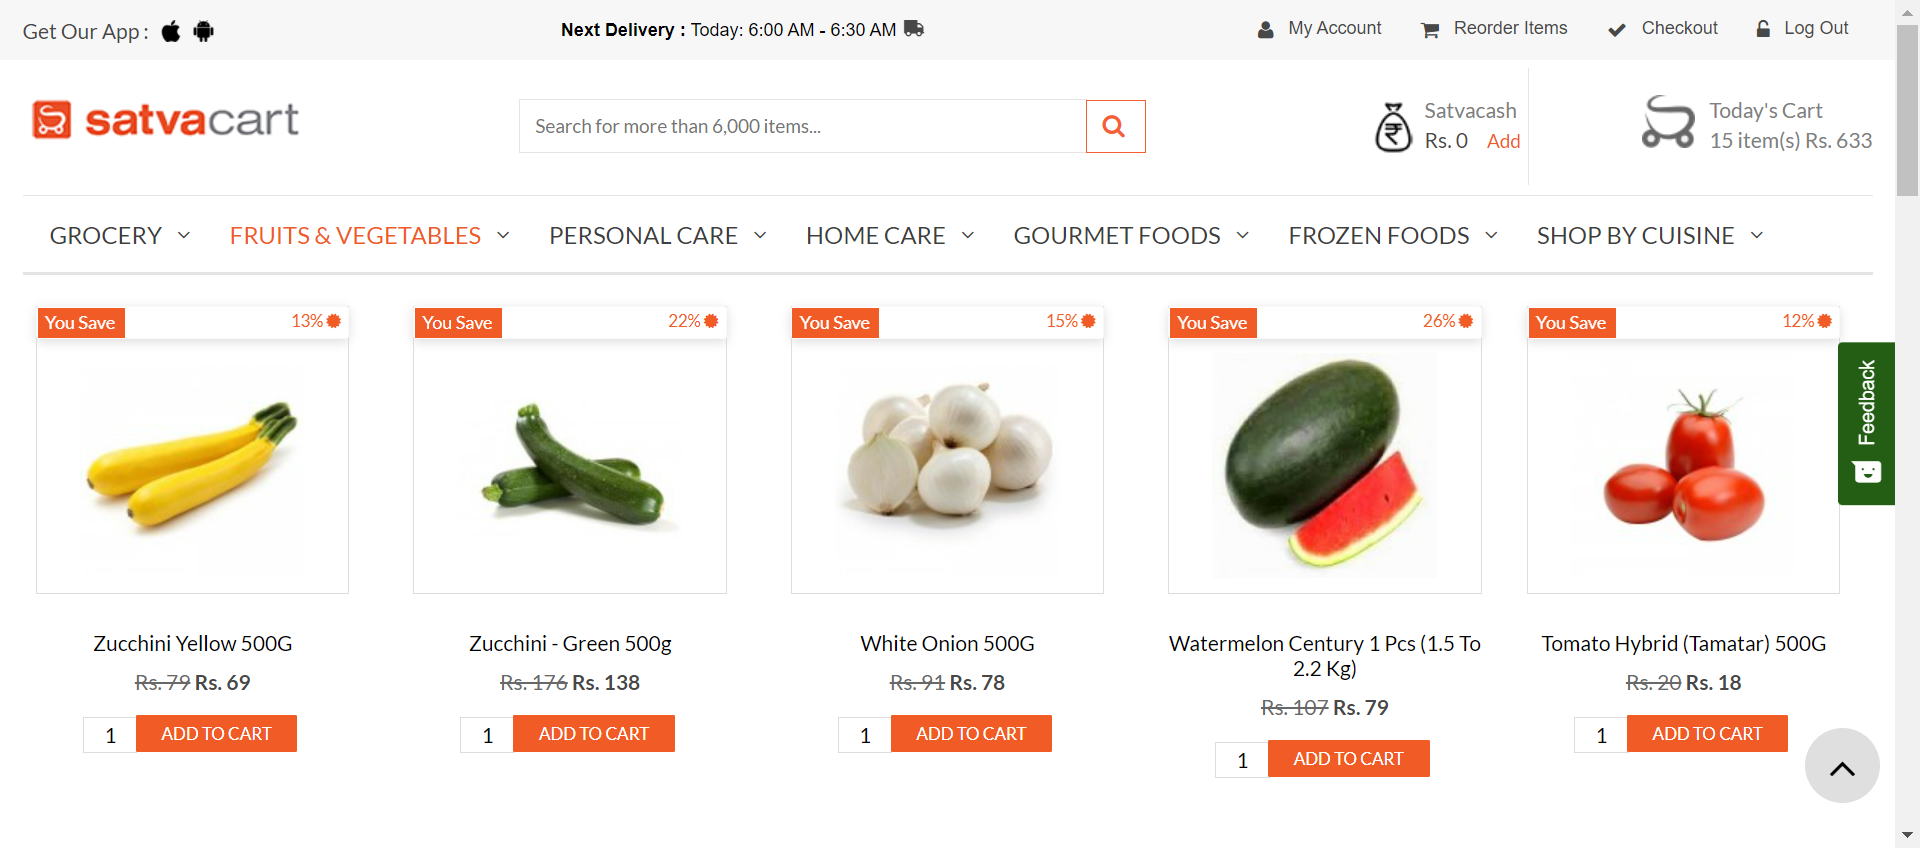 Get Our App :
Next Delivery : Today: 6:00 AM - 6:30 AM
My Account
Reorder Items
Checkout
Log Out
satvacart
Search for more than 6,000 items...
Satvacash
Rs. 0 Add
Today's Cart
15 item(s) Rs. 633
GROCERY
FRUITS & VEGETABLES
PERSONAL CARE
HOME CARE
GOURMET FOODS
FROZEN FOODS
SHOP BY CUISINE
You Save 13%
Zucchini Yellow 500G
Rs. 79 Rs. 69
1 ADD TO CART
You Save 22%
Zucchini - Green 500g
Rs. 176 Rs. 138
1 ADD TO CART
You Save 15%
White Onion 500G
Rs. 91 Rs. 78
1 ADD TO CART
You Save 26%
Watermelon Century 1 Pcs (1.5 To
2.2 Kg)
Rs. 107 Rs. 79
1 ADD TO CART
You Save 12%
Tomato Hybrid (Tamatar) 500G
Rs. 20 Rs. 18
1 ADD TO CART
Feedback